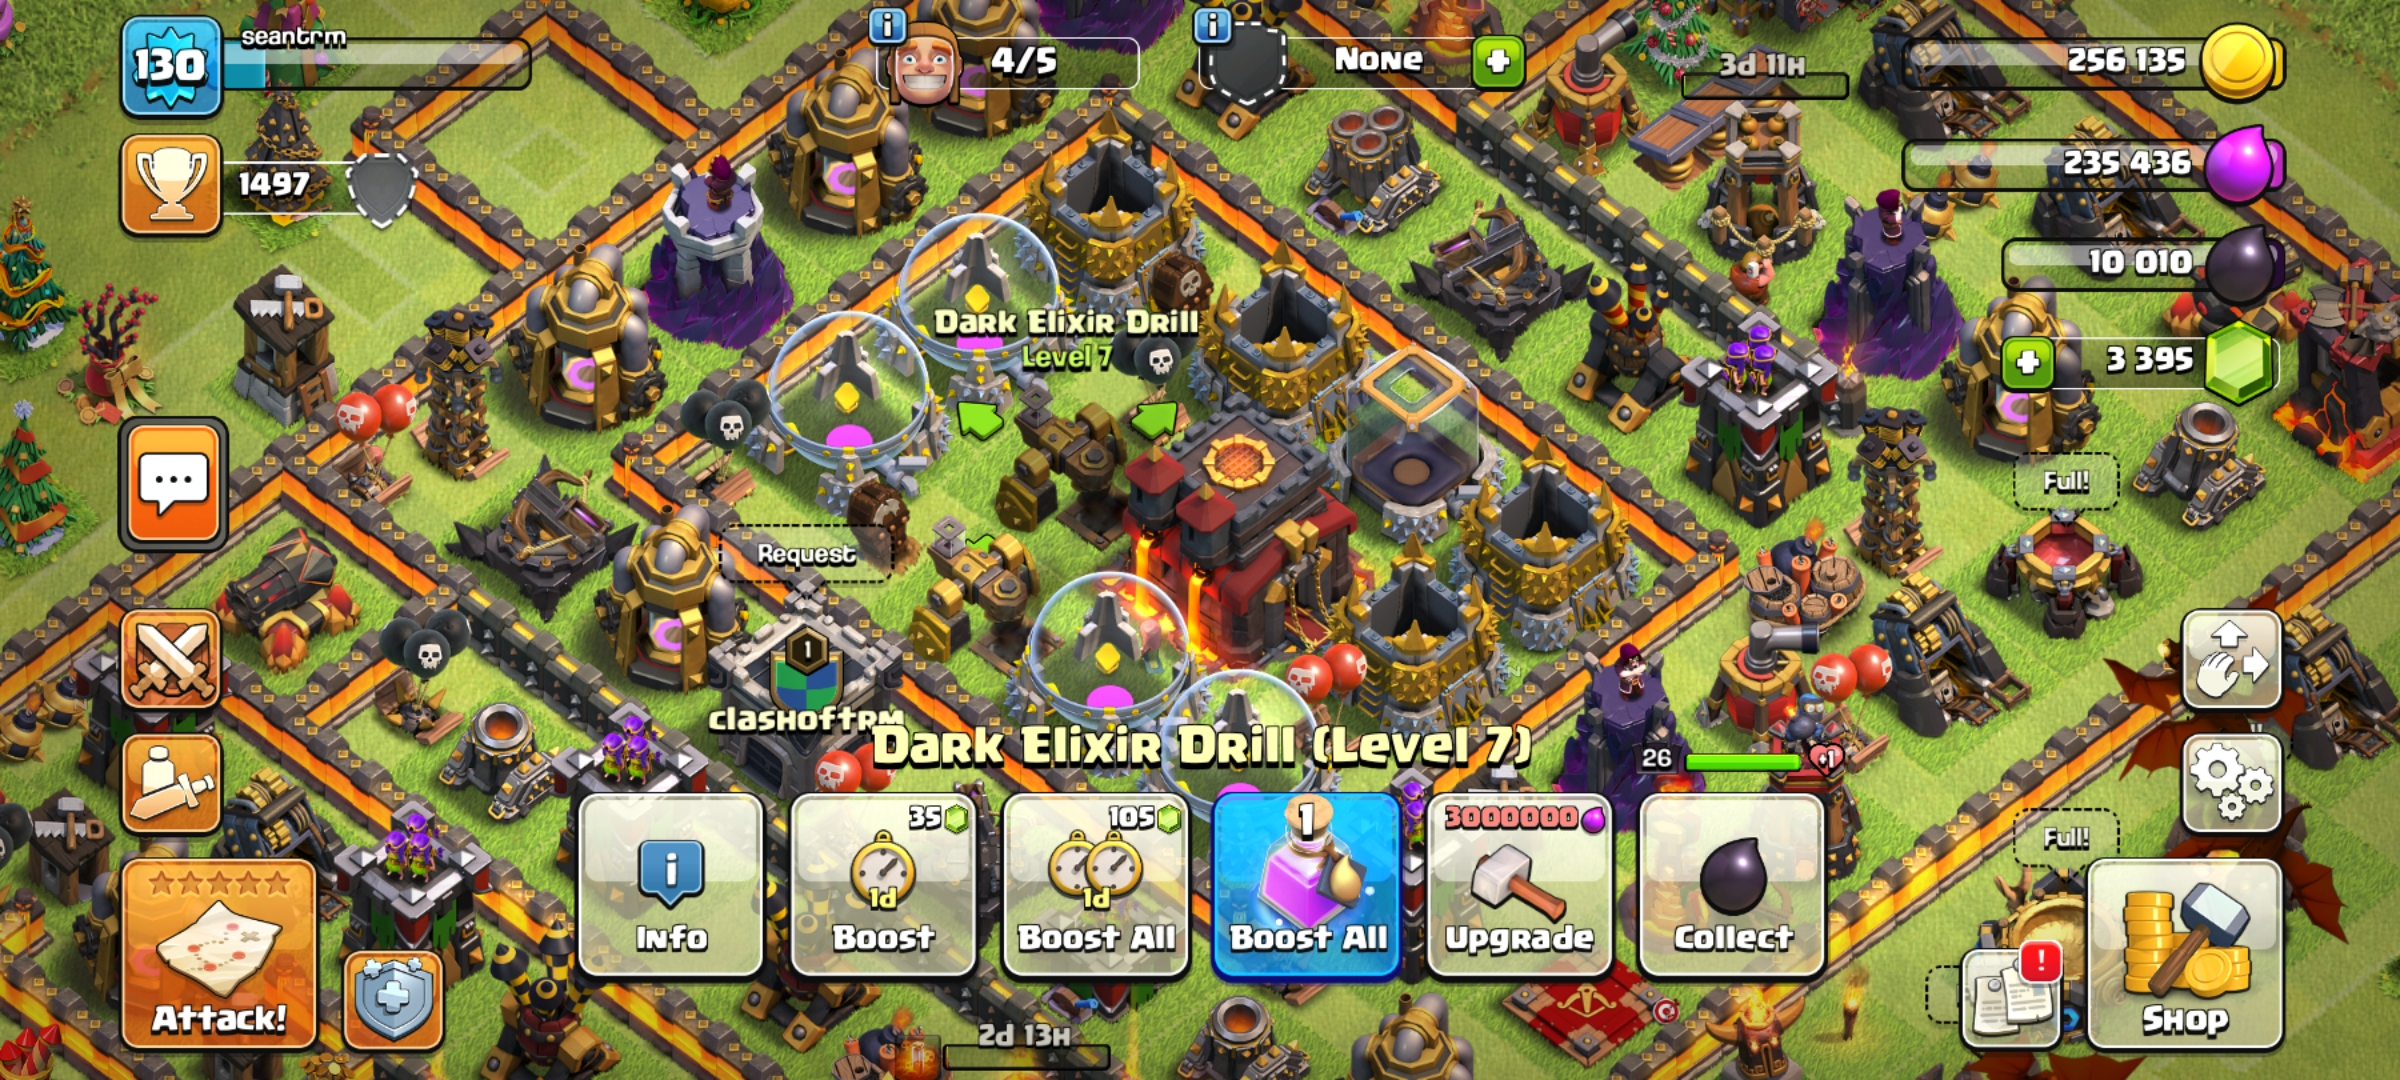 130
seantrm
4/5
None
3d 11h
256 135
1497
235 436
10 010
3 395
Dark Elixir Drill
Level 7
Full!
Request
1
clashoftrm
Dark Elixir Drill (Level 7)
26
+1
35
105
1
3000000
Full!
1d
1d
Info
Boost
Boost All
Boost All
Upgrade
Collect
!
Attack!
2d 13h
Shop